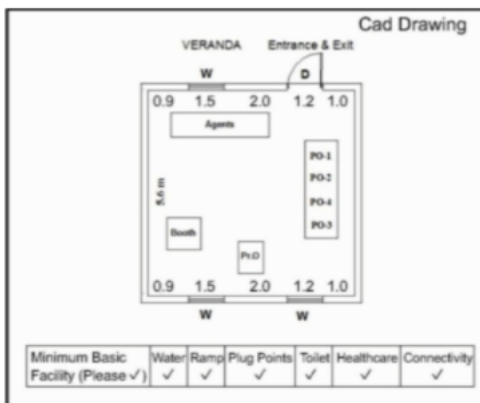 Cad Drawing
VERANDA Entrance & Exit
W D
0.9 1.5 2.0 1.2 1.0
Agents
PO-1
PO-2
5.6 m
PO-4
PO-3
Booth
Pr.O
0.9 1.5 2.0 1.2 1.0
W W
Minimum Basic Facility (Please ✓) Water Ramp Plug Points Toilet Healthcare Connectivity
✓ ✓ ✓ ✓ ✓ ✓